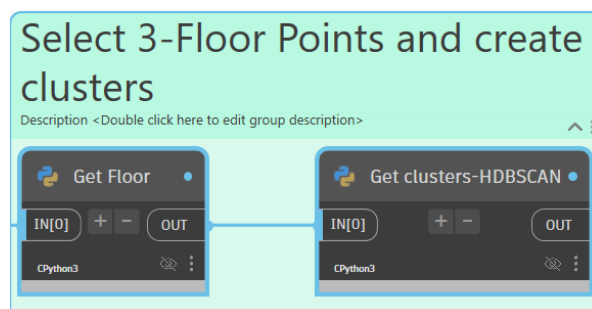 Select 3-Floor Points and create
clusters
Description <Double click here to edit group description>
Get Floor
Get clusters-HDBSCAN
IN[0] + - OUT
IN[0] + - OUT
CPython3
CPython3